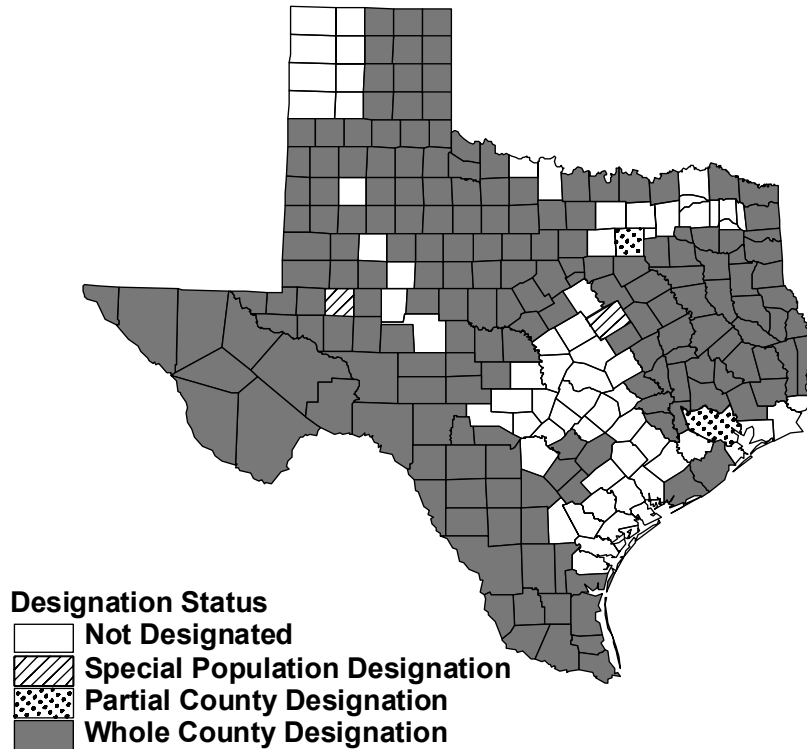 Designation Status
Not Designated
Special Population Designation
Partial County Designation
Whole County Designation